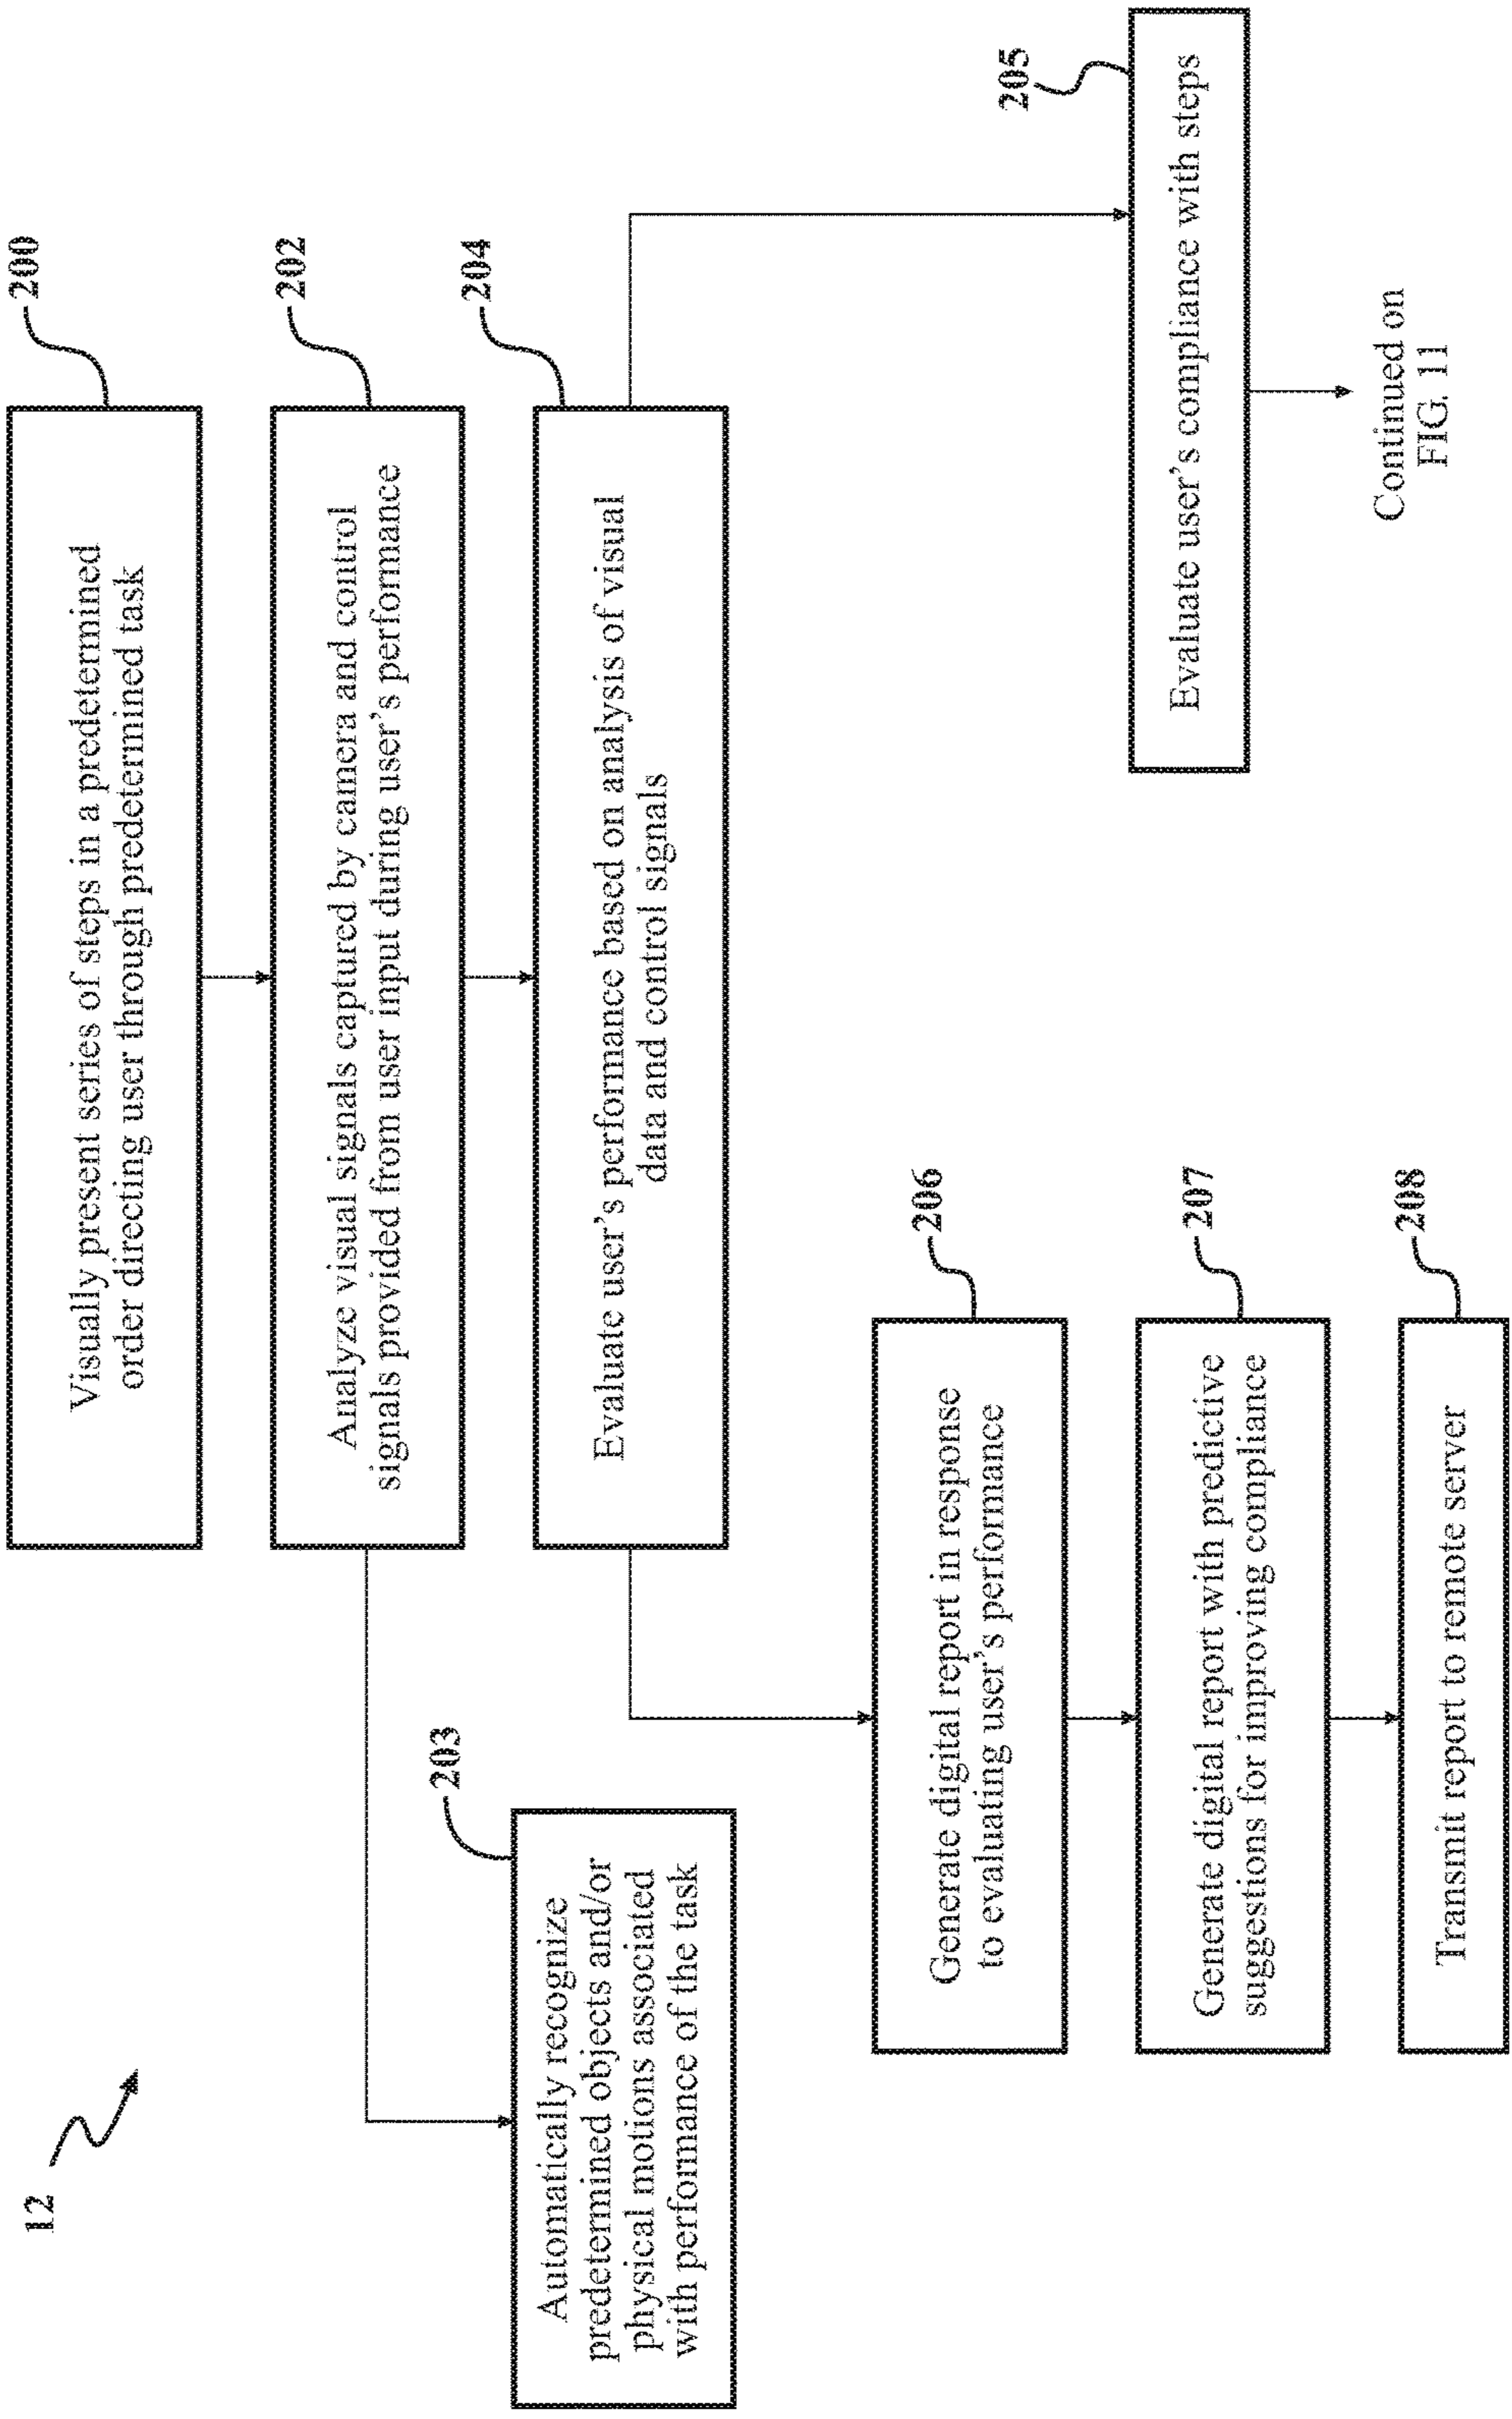 12
200
Visually present series of steps in a predetermined
order directing user through predetermined task
202
Analyze visual signals captured by camera and control
signals provided from user input during user's performance
203
Automatically recognize
predetermined objects and/or
physical motions associated
with performance of the task
204
Evaluate user's performance based on analysis of visual
data and control signals
205
Evaluate user's compliance with steps
Continued on
FIG. 11
206
Generate digital report in response
to evaluating user's performance
207
Generate digital report with predictive
suggestions for improving compliance
208
Transmit report to remote server